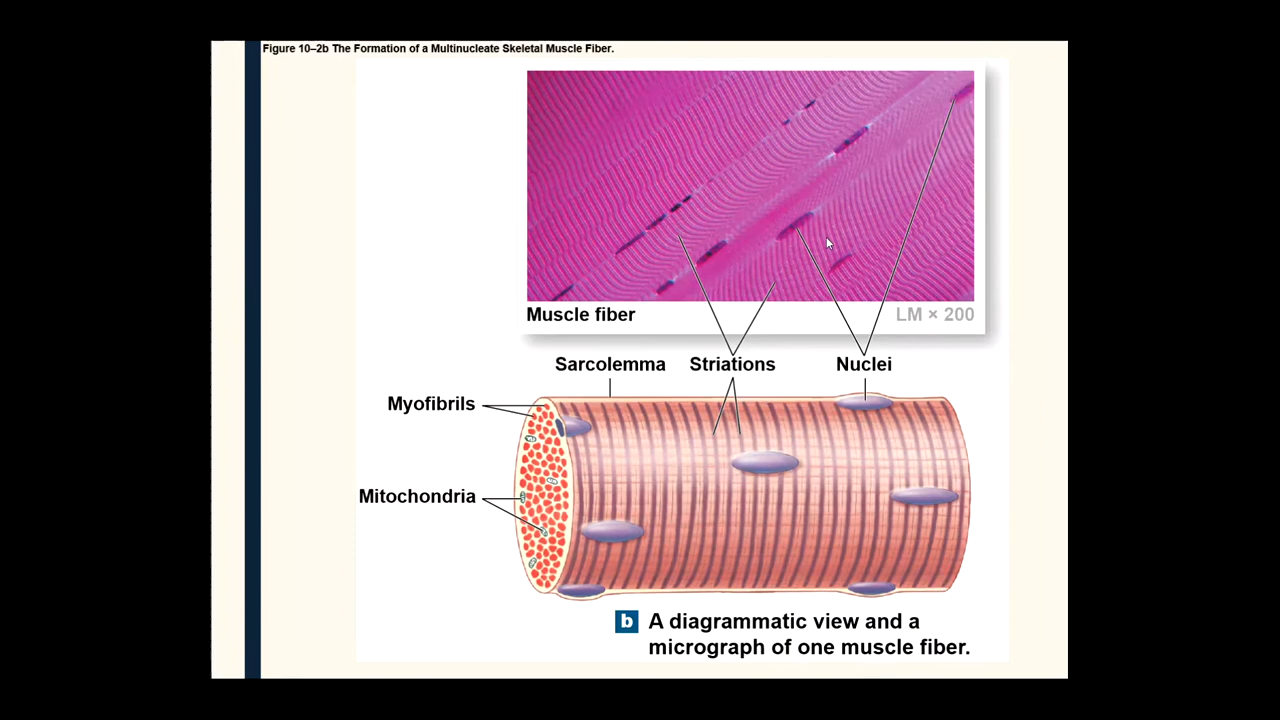 Figure 10–2b The Formation of a Multinucleate Skeletal Muscle Fiber.
Muscle fiber
LM × 200
Sarcolemma
Striations
Nuclei
Myofibrils
Mitochondria
b A diagrammatic view and a
micrograph of one muscle fiber.